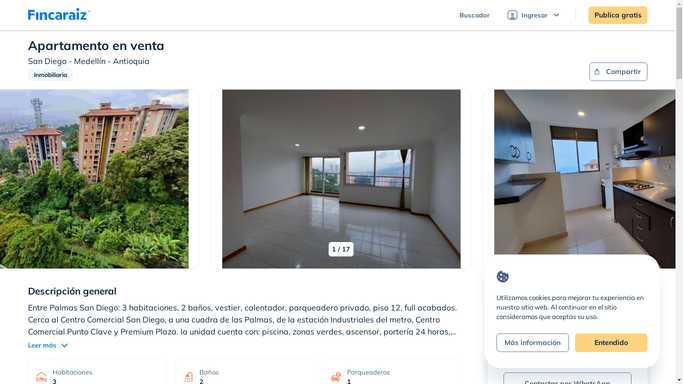 Fincaraiz
Buscador
Ingresar
Publica gratis
Apartamento en venta
San Diego - Medellín - Antioquia
Inmobiliaria
Compartir
1 / 17
Descripción general
Entre Palmas San Diego: 3 habitaciones, 2 baños, vestier, calentador, parqueadero privado, piso 12, full acabados.
Cerca al Centro Comercial San Diego, a una cuadra de las Palmas, de la estación Industriales del metro, Centro
Comercial Punto Clave y Premium Plaza. la unidad cuenta con: piscina, zonas verdes, ascensor, portería 24 horas,...
Leer más
Habitaciones
3
Baños
2
Parqueaderos
1
Utilizamos cookies para mejorar tu experiencia en
nuestro sitio web. Al continuar en el sitio
consideramos que aceptas su uso.
Más información
Entendido
Contactar por WhatsApp